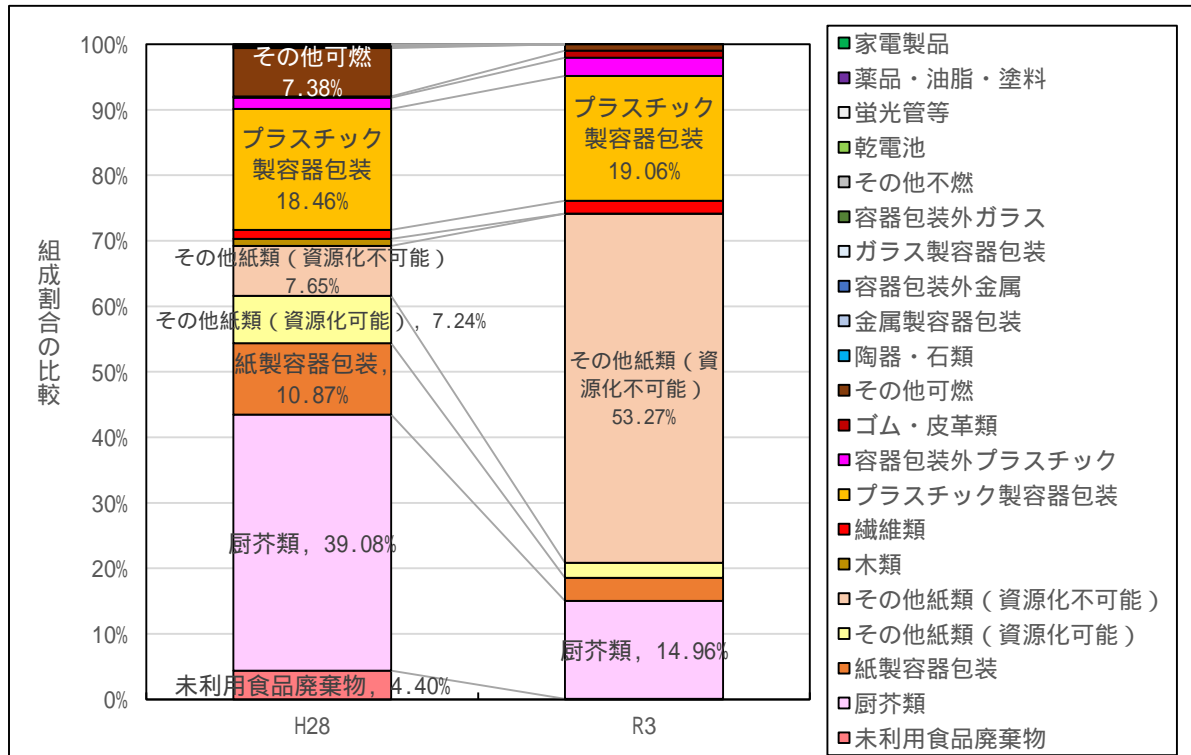 100%
90%
80%
70%
60%
50%
40%
30%
20%
10%
0%
組成割合の比較
その他可燃
7.38%
プラスチック
製容器包装
18.46%
その他紙類(資源化不可能)
7.65%
その他紙類(資源化可能), 7.24%
紙製容器包装,
10.87%
厨芥類, 39.08%
未利用食品廃棄物, 4.40%
プラスチック
製容器包装
19.06%
その他紙類(資
源化不可能)
53.27%
厨芥類, 14.96%
H28
R3
家電製品
薬品・油脂・塗料
蛍光管等
乾電池
その他不燃
容器包装外ガラス
ガラス製容器包装
容器包装外金属
金属製容器包装
陶器・石類
その他可燃
ゴム・皮革類
容器包装外プラスチック
プラスチック製容器包装
繊維類
木類
その他紙類(資源化不可能)
その他紙類(資源化可能)
紙製容器包装
厨芥類
未利用食品廃棄物